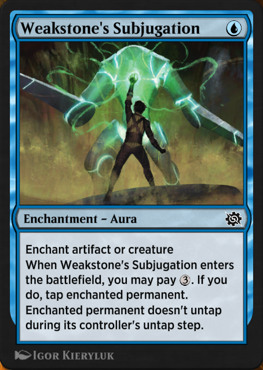 Weakstone's Subjugation
Enchantment – Aura
Enchant artifact or creature
When Weakstone's Subjugation enters
the battlefield, you may pay 3. If you
do, tap enchanted permanent.
Enchanted permanent doesn't untap
during its controller's untap step.
Igor Kieryluk